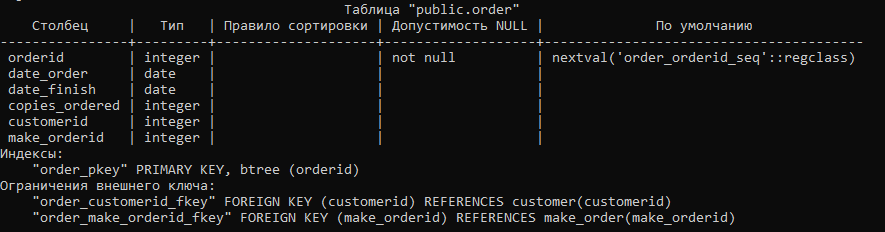 Таблица "public.order"
Столбец | Тип | Правило сортировки | Допустимость NULL | По умолчанию
----------------+---------+--------------------+-------------------+----------------------------------------
orderid | integer | | not null | nextval('order_orderid_seq'::regclass)
date_order | date | | |
date_finish | date | | |
copies_ordered | integer | | |
customerid | integer | | |
make_orderid | integer | | |
Индексы:
"order_pkey" PRIMARY KEY, btree (orderid)
Ограничения внешнего ключа:
"order_customerid_fkey" FOREIGN KEY (customerid) REFERENCES customer(customerid)
"order_make_orderid_fkey" FOREIGN KEY (make_orderid) REFERENCES make_order(make_orderid)